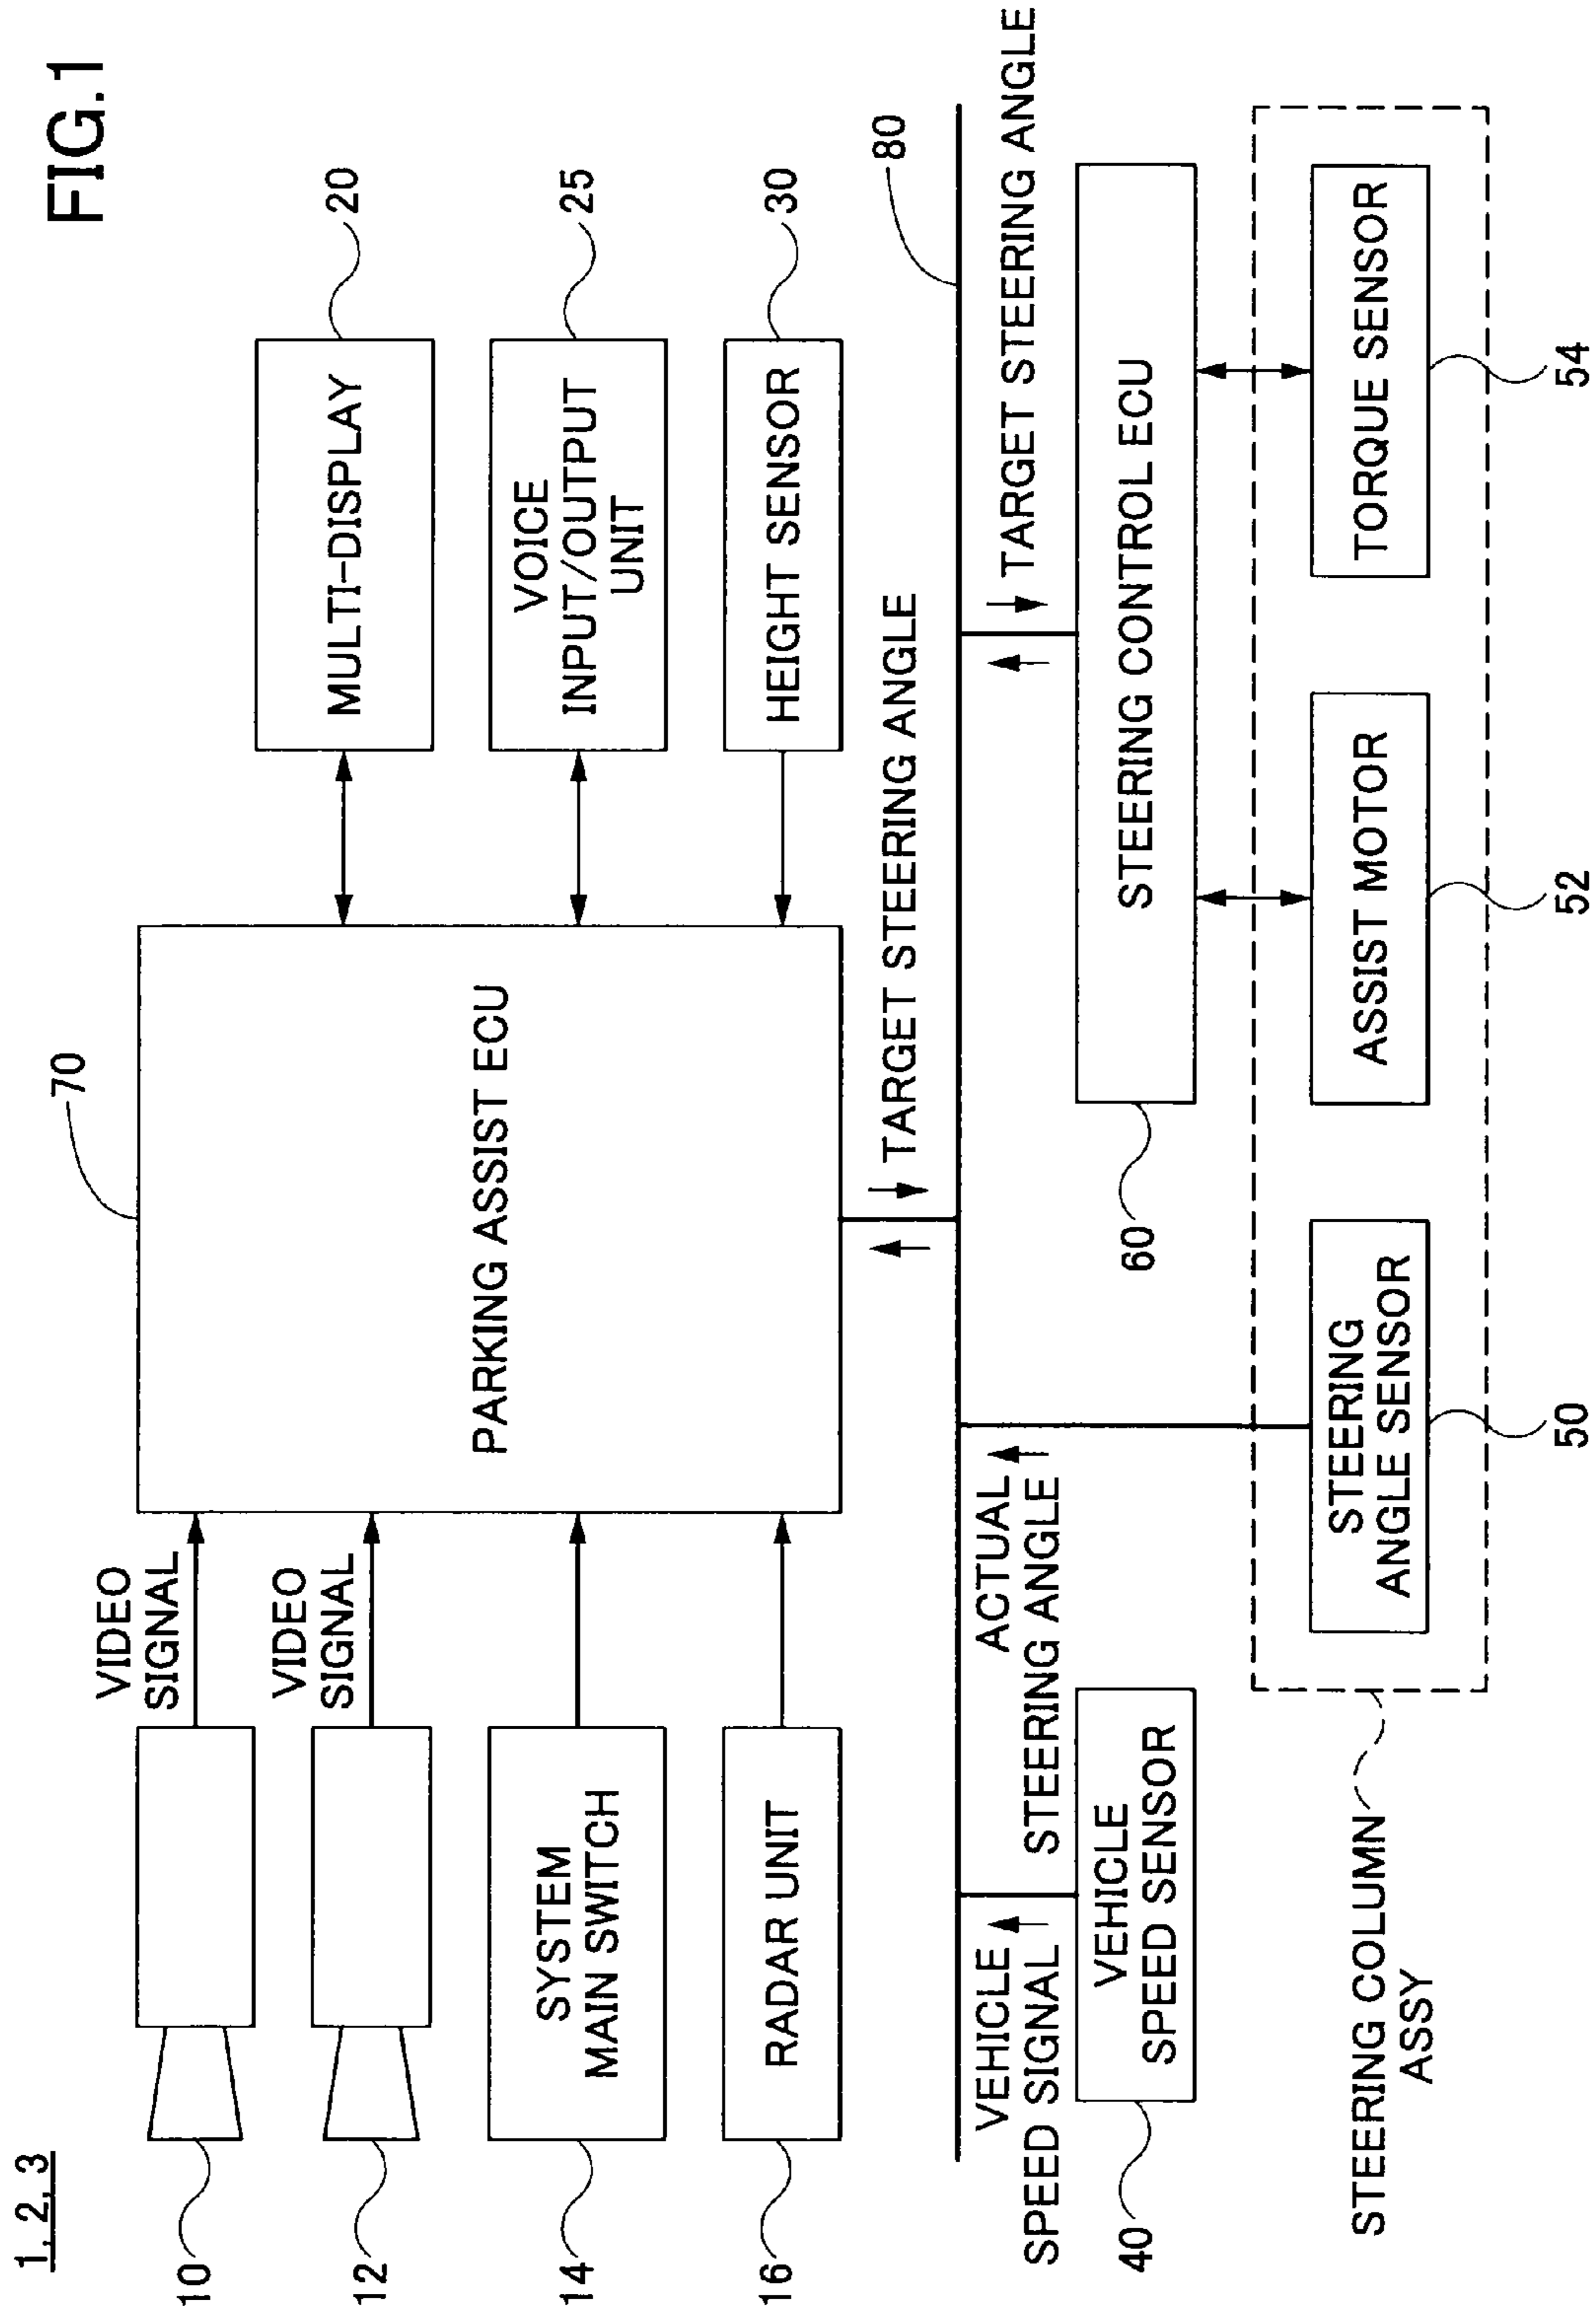 FIG.1
1, 2, 3
70
10
VIDEO
SIGNAL
12
VIDEO
SIGNAL
14
SYSTEM
MAIN SWITCH
16
RADAR UNIT
PARKING ASSIST ECU
MULTI-DISPLAY
20
VOICE
INPUT/OUTPUT
UNIT
25
HEIGHT SENSOR
30
TARGET STEERING ANGLE
80
VEHICLE
SPEED SIGNAL
ACTUAL
STEERING ANGLE
TARGET STEERING ANGLE
40
VEHICLE
SPEED SENSOR
60
STEERING CONTROL ECU
STEERING COLUMN
ASSY
STEERING
ANGLE SENSOR
ASSIST MOTOR
TORQUE SENSOR
50
52
54